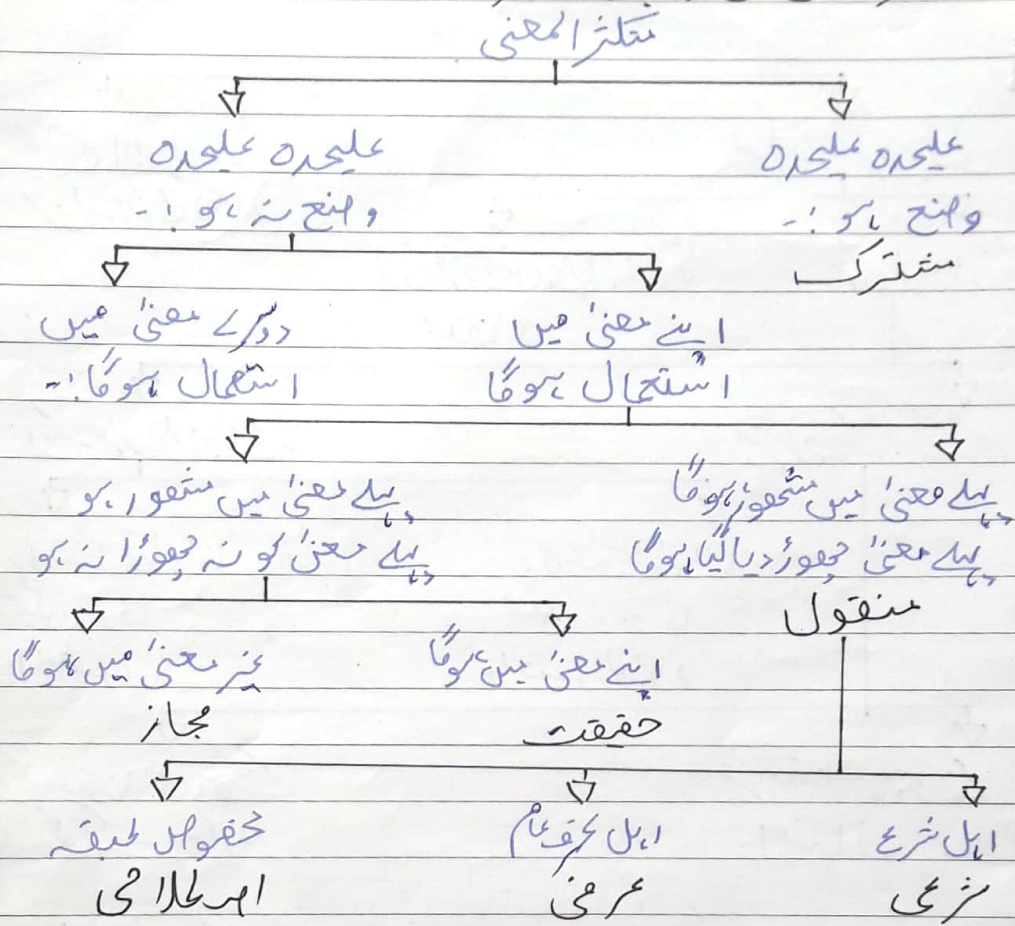 متکثر المعنی
علیحدہ علیحدہ
وضع ہو :-
مشترک
علیحدہ علیحدہ
وضع نہ ہو :-
اپنے معنیٰ میں
استعمال ہوگا
دوسرے معنیٰ میں
استعمال ہوگا :-
پہلے معنیٰ میں مشھور ہوگا
پہلے معنیٰ چھوڑ دیا گیا ہوگا
منقول
پہلے معنیٰ میں مشھور ہو
پہلے معنیٰ کو نہ چھوڑا نہ ہو
اپنے معنیٰ میں ہوگا
حقیقت
غیر معنیٰ میں ہوگا
مجاز
اہل شرع
شرعی
اہل عرف عام
عرفی
مخصوص طبقہ
اصطلاحی